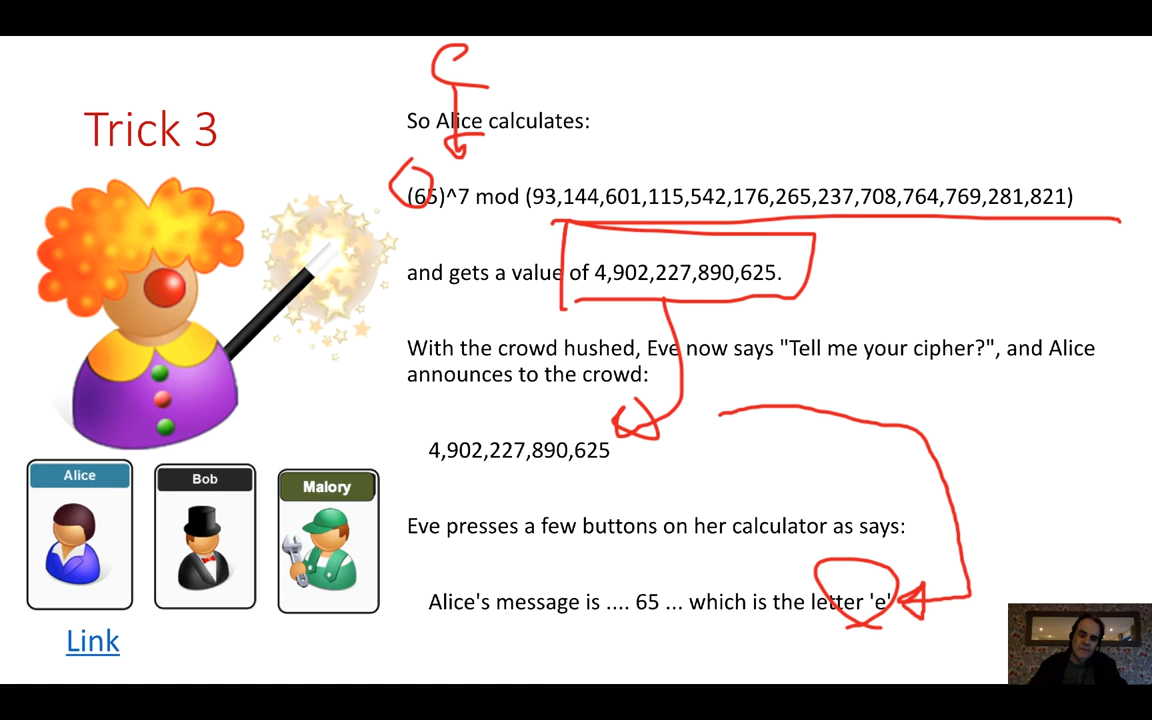 Trick 3
So Alice calculates:
(65)^7 mod (93,144,601,115,542,176,265,237,708,764,769,281,821)
and gets a value of 4,902,227,890,625.
With the crowd hushed, Eve now says "Tell me your cipher?", and Alice
announces to the crowd:
4,902,227,890,625
Eve presses a few buttons on her calculator as says:
Alice's message is .... 65 ... which is the letter 'e'
Alice
Bob
Malory
Link